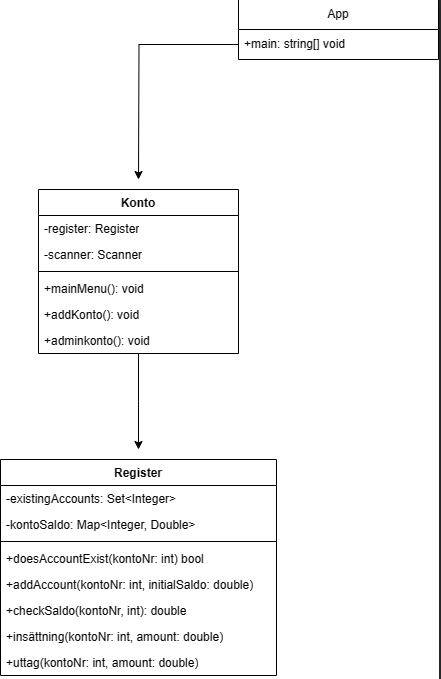 App
+main: string[] void
Konto
-register: Register
-scanner: Scanner
+mainMenu(): void
+addKonto(): void
+adminkonto(): void
Register
-existingAccounts: Set<Integer>
-kontoSaldo: Map<Integer, Double>
+doesAccountExist(kontoNr: int) bool
+addAccount(kontoNr: int, initialSaldo: double)
+checkSaldo(kontoNr, int): double
+insättning(kontoNr: int, amount: double)
+uttag(kontoNr: int, amount: double)